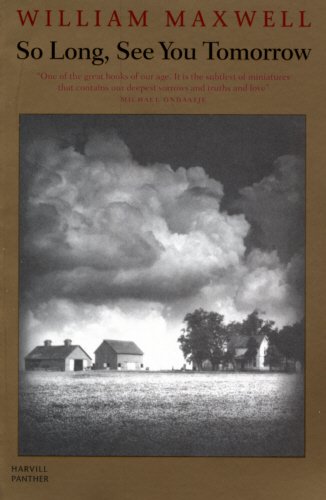 WILLIAM MAXWELL
So Long, See You Tomorrow
"One of the great books of our age. It is the subtlest of miniatures
that contains our deepest sorrows and truths and love"
MICHAEL ONDAATJE
HARVILL
PANTHER